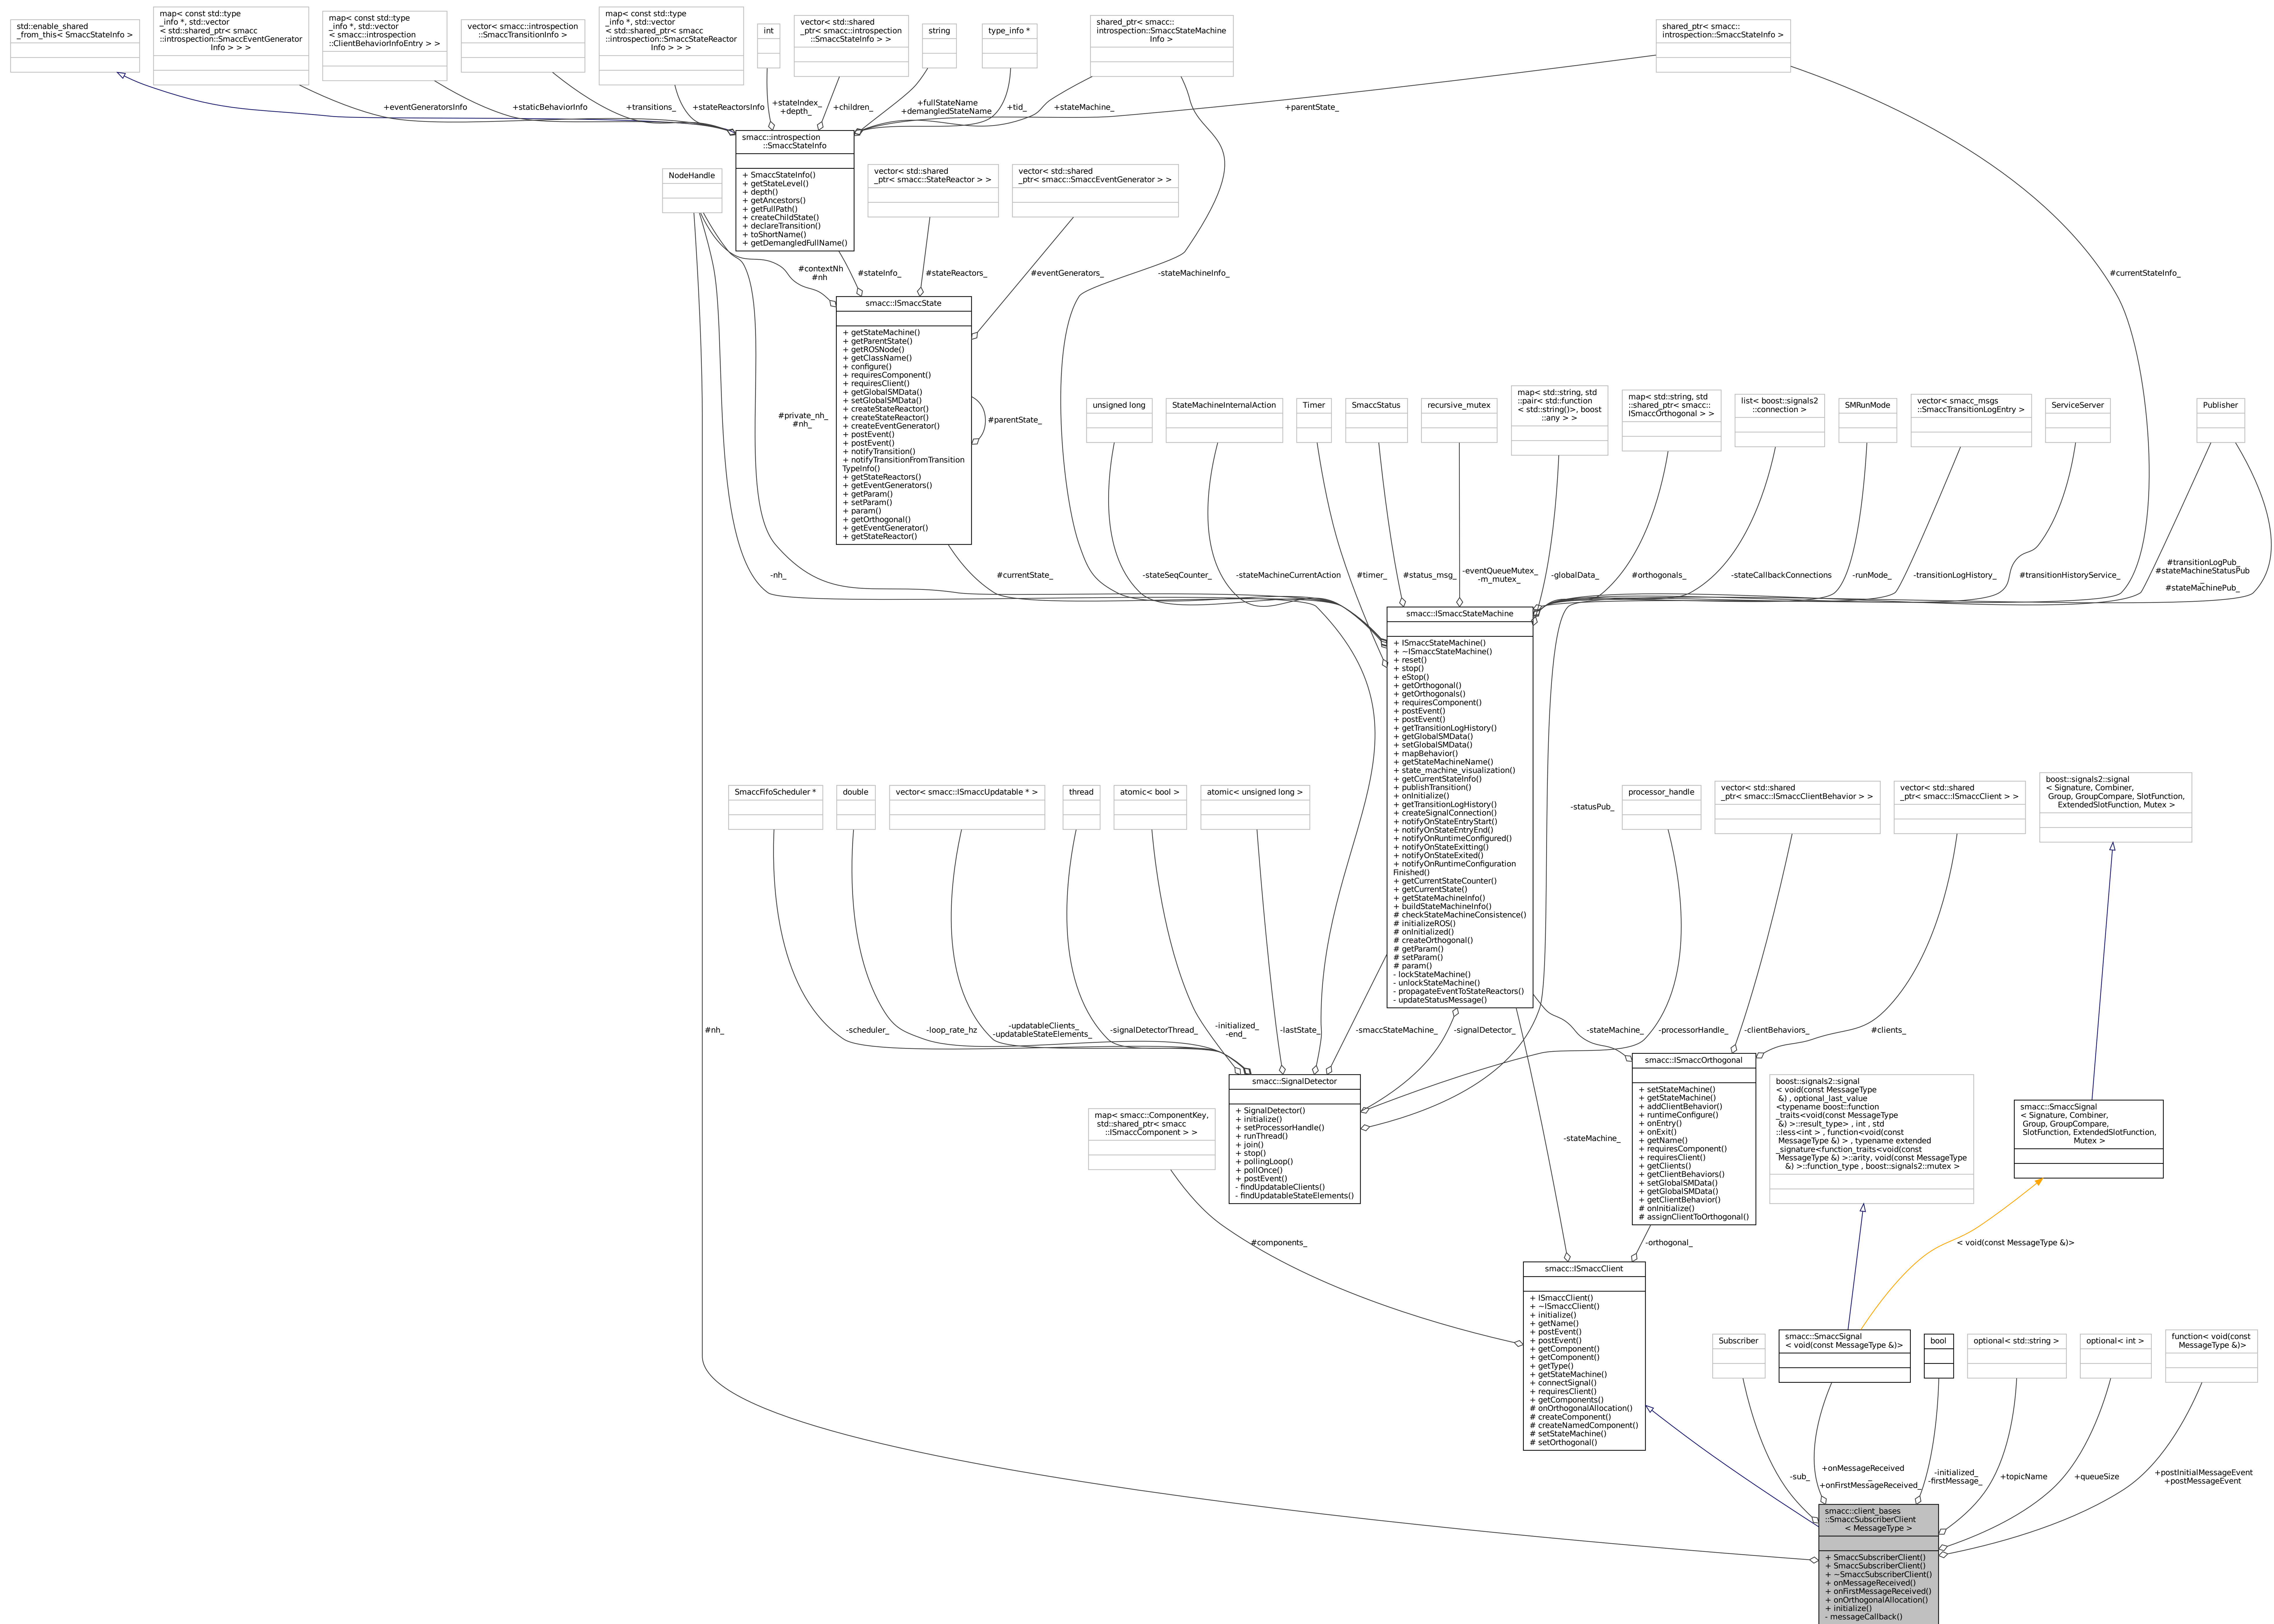 std::enable_shared
_from_this< SmaccStateInfo >
map< const std::type
_info *, std::vector
< std::shared_ptr< smacc
::introspection::SmaccEventGenerator
Info > > >
map< const std::type
_info *, std::vector
< smacc::introspection
::ClientBehaviorInfoEntry > >
vector< smacc::introspection
::SmaccTransitionInfo >
map< const std::type
_info *, std::vector
< std::shared_ptr< smacc
::introspection::SmaccStateReactor
Info > > >
int
vector< std::shared
_ptr< smacc::introspection
::SmaccStateInfo > >
string
type_info *
shared_ptr< smacc::
introspection::SmaccStateMachine
Info >
shared_ptr< smacc::
introspection::SmaccStateInfo >
+eventGeneratorsInfo
+staticBehaviorInfo
+transitions_
+stateReactorsInfo
+stateIndex_
+depth_
+children_
+fullStateName
+demangledStateName
+tid_
+stateMachine_
+parentState_
smacc::introspection
::SmaccStateInfo
+ SmaccStateInfo()
+ getStateLevel()
+ depth()
+ getAncestors()
+ getFullPath()
+ createChildState()
+ declareTransition()
+ toShortName()
+ getDemangledFullName()
NodeHandle
vector< std::shared
_ptr< smacc::StateReactor > >
vector< std::shared
_ptr< smacc::SmaccEventGenerator > >
#contextNh
#nh
#stateInfo_
#stateReactors_
#eventGenerators_
-stateMachineInfo_
#currentStateInfo_
smacc::ISmaccState
+ getStateMachine()
+ getParentState()
+ getROSNode()
+ getClassName()
+ configure()
+ requiresComponent()
+ requiresClient()
+ getGlobalSMData()
+ setGlobalSMData()
+ createStateReactor()
+ createStateReactor()
+ createEventGenerator()
+ postEvent()
+ postEvent()
+ notifyTransition()
+ notifyTransitionFromTransition
TypeInfo()
+ getStateReactors()
+ getEventGenerators()
+ getParam()
+ setParam()
+ param()
+ getOrthogonal()
+ getEventGenerator()
+ getStateReactor()
#private_nh_
#nh_
#parentState_
unsigned long
StateMachineInternalAction
Timer
SmaccStatus
recursive_mutex
map< std::string, std
::pair< std::function
< std::string()>, boost
::any > >
map< std::string, std
::shared_ptr< smacc::
ISmaccOrthogonal > >
list< boost::signals2
::connection >
SMRunMode
vector< smacc_msgs
::SmaccTransitionLogEntry >
ServiceServer
Publisher
-nh_
#currentState_
-stateSeqCounter_
-stateMachineCurrentAction
#timer_
#status_msg_
-eventQueueMutex_
-m_mutex_
-globalData_
#orthogonals_
-stateCallbackConnections
-runMode_
-transitionLogHistory_
#transitionHistoryService_
#transitionLogPub_
#stateMachineStatusPub
_
#stateMachinePub_
smacc::ISmaccStateMachine
+ ISmaccStateMachine()
+ ~ISmaccStateMachine()
+ reset()
+ stop()
+ eStop()
+ getOrthogonal()
+ getOrthogonals()
+ requiresComponent()
+ postEvent()
+ postEvent()
+ getTransitionLogHistory()
+ getGlobalSMData()
+ setGlobalSMData()
+ mapBehavior()
+ getStateMachineName()
+ state_machine_visualization()
+ getCurrentStateInfo()
+ publishTransition()
+ onInitialize()
+ getTransitionLogHistory()
+ createSignalConnection()
+ notifyOnStateEntryStart()
+ notifyOnStateEntryEnd()
+ notifyOnRuntimeConfigured()
+ notifyOnStateExitting()
+ notifyOnStateExited()
+ notifyOnRuntimeConfiguration
Finished()
+ getCurrentStateCounter()
+ getCurrentState()
+ getStateMachineInfo()
+ buildStateMachineInfo()
# checkStateMachineConsistence()
# initializeROS()
# onInitialized()
# createOrthogonal()
# getParam()
# setParam()
# param()
- lockStateMachine()
- unlockStateMachine()
- propagateEventToStateReactors()
- updateStatusMessage()
SmaccFifoScheduler *
double
vector< smacc::ISmaccUpdatable * >
thread
atomic< bool >
atomic< unsigned long >
-statusPub_
processor_handle
vector< std::shared
_ptr< smacc::ISmaccClientBehavior > >
vector< std::shared
_ptr< smacc::ISmaccClient > >
boost::signals2::signal
< Signature, Combiner,
Group, GroupCompare, SlotFunction,
ExtendedSlotFunction, Mutex >
#nh_
-scheduler_
-loop_rate_hz
-updatableClients_
-updatableStateElements_
-signalDetectorThread_
-initialized_
-end_
-lastState_
-smaccStateMachine_
-signalDetector_
-stateMachine_
-processorHandle_
-clientBehaviors_
#clients_
smacc::SignalDetector
+ SignalDetector()
+ initialize()
+ setProcessorHandle()
+ runThread()
+ join()
+ stop()
+ pollingLoop()
+ pollOnce()
+ postEvent()
- findUpdatableClients()
- findUpdatableStateElements()
smacc::ISmaccOrthogonal
+ setStateMachine()
+ getStateMachine()
+ addClientBehavior()
+ runtimeConfigure()
+ onEntry()
+ onExit()
+ getName()
+ requiresComponent()
+ requiresClient()
+ getClients()
+ getClientBehaviors()
+ setGlobalSMData()
+ getGlobalSMData()
+ getClientBehavior()
# onInitialize()
# assignClientToOrthogonal()
boost::signals2::signal
< void(const MessageType
&) , optional_last_value
<typename boost::function
_traits<void(const MessageType
&) >::result_type> , int , std
::less<int > , function<void(const
MessageType &) > , typename extended
_signature<function_traits<void(const
MessageType &) >::arity, void(const MessageType
&) >::function_type , boost::signals2::mutex >
smacc::SmaccSignal
< Signature, Combiner,
Group, GroupCompare,
SlotFunction, ExtendedSlotFunction,
Mutex >
map< smacc::ComponentKey,
std::shared_ptr< smacc
::ISmaccComponent > >
-stateMachine_
#components_
-orthogonal_
< void(const MessageType &)>
smacc::ISmaccClient
+ ISmaccClient()
+ ~ISmaccClient()
+ initialize()
+ getName()
+ postEvent()
+ postEvent()
+ getComponent()
+ getComponent()
+ getType()
+ getStateMachine()
+ connectSignal()
+ requiresClient()
+ getComponents()
# onOrthogonalAllocation()
# createComponent()
# createNamedComponent()
# setStateMachine()
# setOrthogonal()
Subscriber
smacc::SmaccSignal
< void(const MessageType &)>
bool
optional< std::string >
optional< int >
function< void(const
MessageType &)>
-sub_
+onMessageReceived
_
+onFirstMessageReceived_
-initialized_
-firstMessage_
+topicName
+queueSize
+postInitialMessageEvent
+postMessageEvent
smacc::client_bases
::SmaccSubscriberClient
< MessageType >
+ SmaccSubscriberClient()
+ SmaccSubscriberClient()
+ ~SmaccSubscriberClient()
+ onMessageReceived()
+ onFirstMessageReceived()
+ onOrthogonalAllocation()
+ initialize()
- messageCallback()